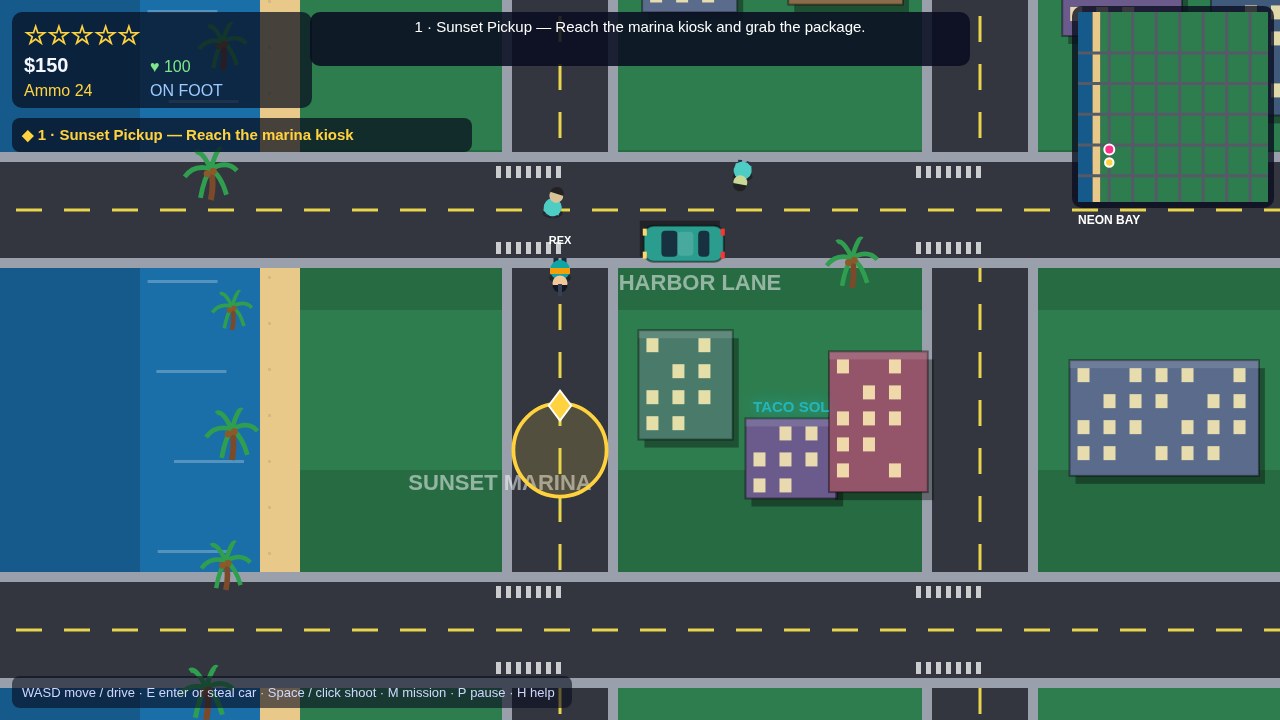 ☆☆☆☆☆
$150 ♥ 100
Ammo 24 ON FOOT
1 · Sunset Pickup — Reach the marina kiosk and grab the package.
◆ 1 · Sunset Pickup — Reach the marina kiosk
NEON BAY
REX
HARBOR LANE
TACO SOL
SUNSET MARINA
WASD move / drive · E enter or steal car · Space / click shoot · M mission · P pause · H help